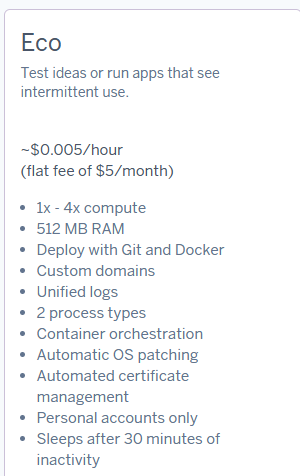 Eco
Test ideas or run apps that see
intermittent use.
~$0.005/hour
(flat fee of $5/month)
• 1x - 4x compute
• 512 MB RAM
• Deploy with Git and Docker
• Custom domains
• Unified logs
• 2 process types
• Container orchestration
• Automatic OS patching
• Automated certificate
management
• Personal accounts only
• Sleeps after 30 minutes of
inactivity